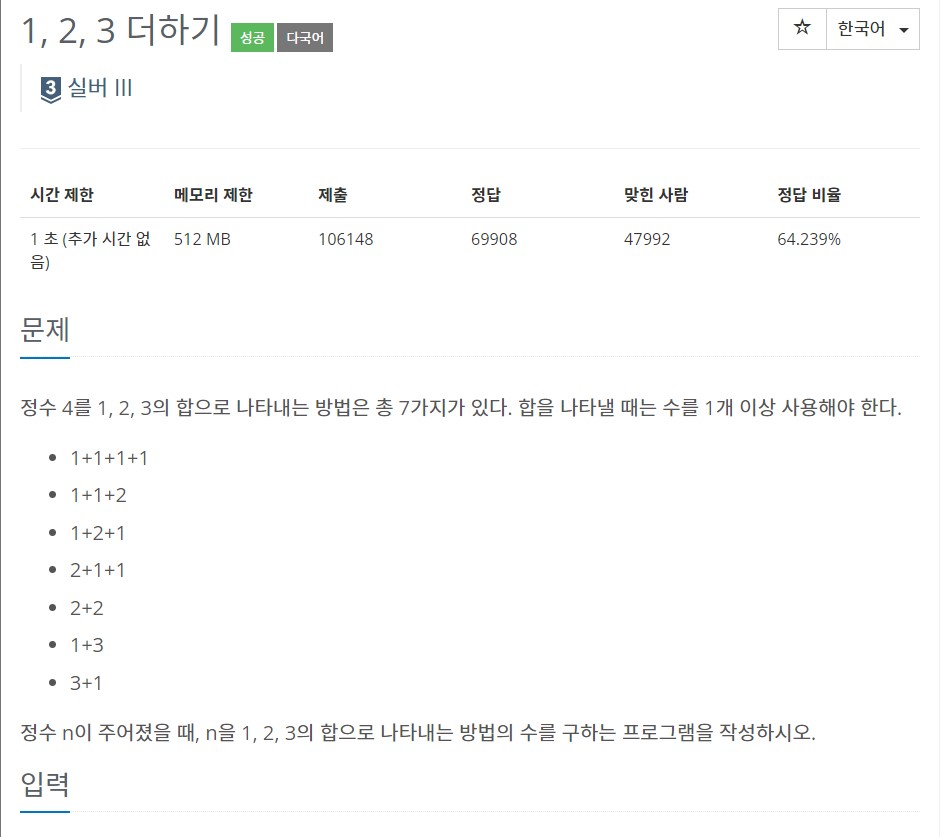 1, 2, 3 더하기 성공 다국어 ☆ 한국어
3 실버 III
시간 제한 메모리 제한 제출 정답 맞힌 사람 정답 비율
1 초 (추가 시간 없 512 MB 106148 69908 47992 64.239%
음)
문제
정수 4를 1, 2, 3의 합으로 나타내는 방법은 총 7가지가 있다. 합을 나타낼 때는 수를 1개 이상 사용해야 한다.
• 1+1+1+1
• 1+1+2
• 1+2+1
• 2+1+1
• 2+2
• 1+3
• 3+1
정수 n이 주어졌을 때, n을 1, 2, 3의 합으로 나타내는 방법의 수를 구하는 프로그램을 작성하시오.
입력